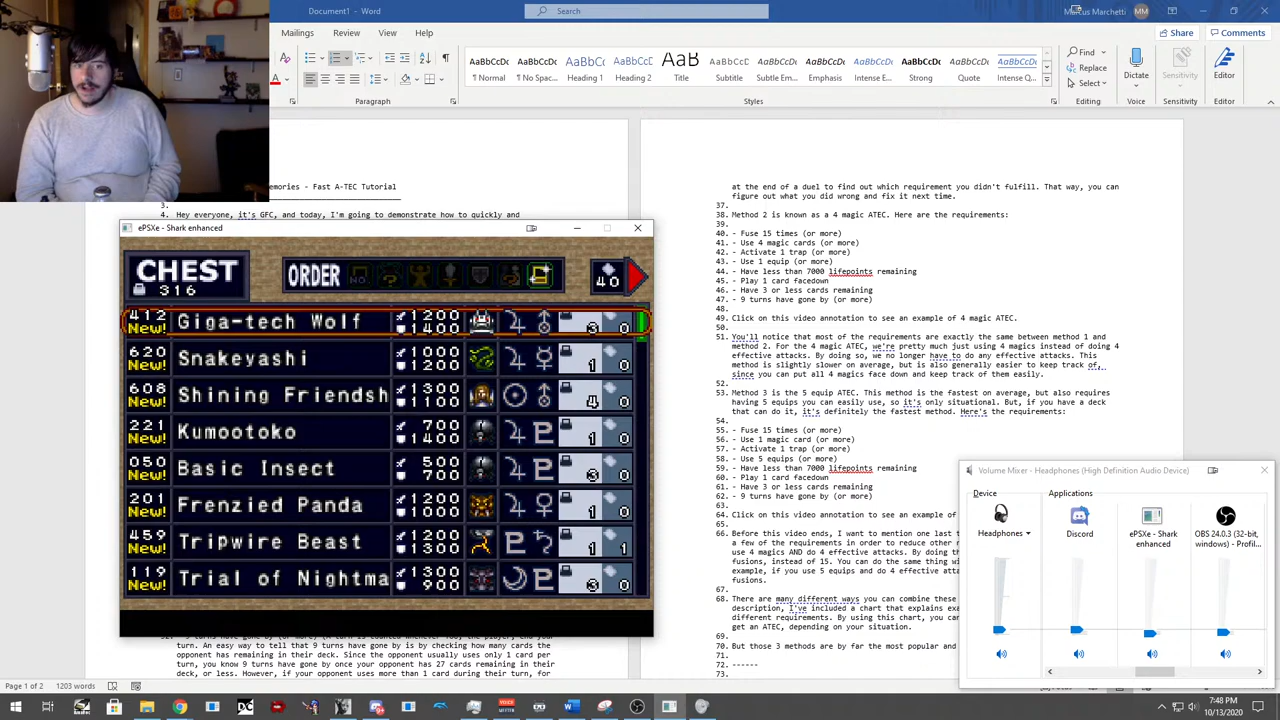 Document1 - Word
Search
Marcus Marchetti MM
Mailings Review View Help
Share Comments
AaBbCcDc AaBbCcDc AaBbCc AaBbCcC AaB AaBbCcD AaBbCcDc AaBbCcDc AaBbCcDc AaBbCcDc AaBbCcDc AaBbCcDc
¶ Normal ¶ No Spac... Heading 1 Heading 2 Title Subtitle Subtle Em... Emphasis Intense E... Strong Quote Intense Q...
Find
Replace
Select
Dictate Sensitivity Editor
Paragraph Styles Editing Voice Sensitivity Editor
emories - Fast A-TEC Tutorial
3.
4. Hey everyone, it's GFC, and today, I'm going to demonstrate how to quickly and
ePSXe - Shark enhanced
CHEST
316
ORDER
NO.
40
412 New! Giga-tech Wolf 1200 1400 3 0
620 New! Snakeyashi 1000 1200 1 0
608 New! Shining Friendsh 1300 1100 4 0
221 New! Kumootoko 700 1400 1 0
050 New! Basic Insect 500 700 3 0
201 New! Frenzied Panda 1200 1000 1 0
459 New! Tripwire Beast 1200 1300 1 1
119 New! Trial of Nightma 1300 900 3 0
turn. An easy way to tell that 9 turns have gone by is by checking how many cards the
opponent has remaining in their deck. Since the opponent usually uses only 1 card per
turn, you know 9 turns have gone by once your opponent has 27 cards remaining in their
deck, or less. However, if your opponent uses more than 1 card during their turn, for
at the end of a duel to find out which requirement you didn't fulfill. That way, you can
figure out what you did wrong and fix it next time.
37.
38. Method 2 is known as a 4 magic ATEC. Here are the requirements:
39.
40. - Fuse 15 times (or more)
41. - Use 4 magic cards (or more)
42. - Activate 1 trap (or more)
43. - Use 1 equip (or more)
44. - Have less than 7000 lifepoints remaining
45. - Play 1 card facedown
46. - Have 3 or less cards remaining
47. - 9 turns have gone by (or more)
48.
49. Click on this video annotation to see an example of 4 magic ATEC.
50.
51. You'll notice that most of the requirements are exactly the same between method 1 and
method 2. For the 4 magic ATEC, we're pretty much just using 4 magics instead of doing 4
effective attacks. By doing so, we no longer have to do any effective attacks. This
method is slightly slower on average, but is also generally easier to keep track of,
since you can put all 4 magics face down and keep track of them easily.
52.
53. Method 3 is the 5 equip ATEC. This method is the fastest on average, but also requires
having 5 equips you can easily use, so it's only situational. But, if you have a deck
that can do it, it's definitely the fastest method. Here's the requirements:
54.
55. - Fuse 15 times (or more)
56. - Use 1 magic card (or more)
57. - Activate 1 trap (or more)
58. - Use 5 equips (or more)
59. - Have less than 7000 lifepoints remaining
60. - Play 1 card facedown
61. - Have 3 or less cards remaining
62. - 9 turns have gone by (or more)
63.
64. Click on this video annotation to see an example of
65.
66. Before this video ends, I want to mention one last t
a few of the requirements in order to reduce other r
use 4 magics AND do 4 effective attacks. By doing th
fusions, instead of 15. You can do the same thing wi
example, if you use 5 equips and do 4 effective atta
fusions.
67.
68. There are many different ways you can combine these
description, I've included a chart that explains exa
different requirements. By using this chart, you can
get an ATEC, depending on your situation.
69.
70. But those 3 methods are by far the most popular and
71.
72. ------
73.
Volume Mixer - Headphones (High Definition Audio Device)
Device Applications
Headphones
Discord
ePSXe - Shark enhanced
OBS 24.0.3 (32-bit, windows) - Profil...
Page 1 of 2 1203 words
7:48 PM
10/13/2020